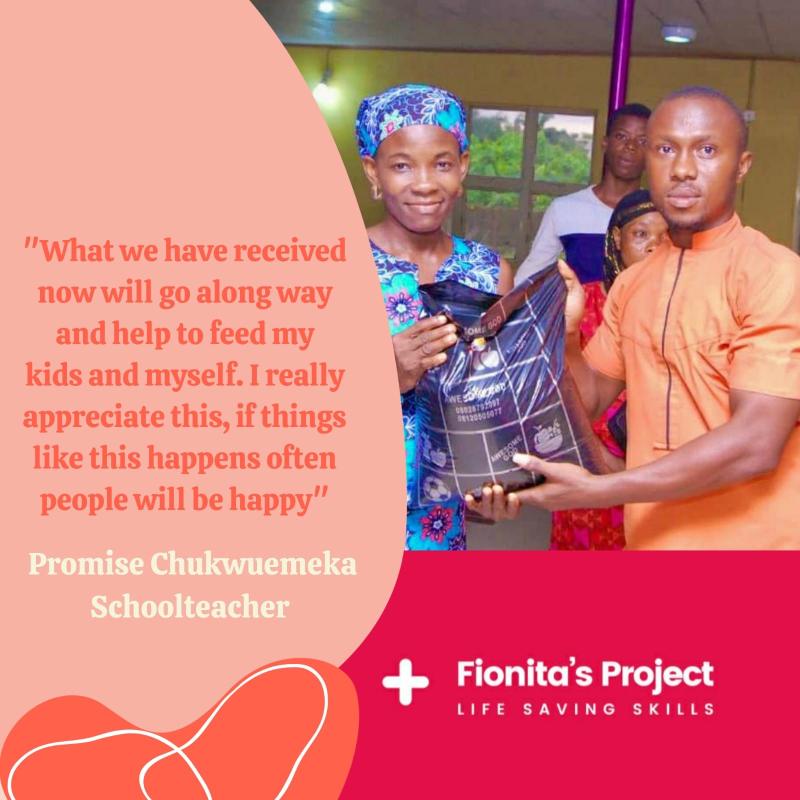 "What we have received
now will go along way
and help to feed my
kids and myself. I really
appreciate this, if things
like this happens often
people will be happy"
Promise Chukwuemeka
Schoolteacher
AWESOME
GOD
Fionita's Project
LIFE SAVING SKILLS